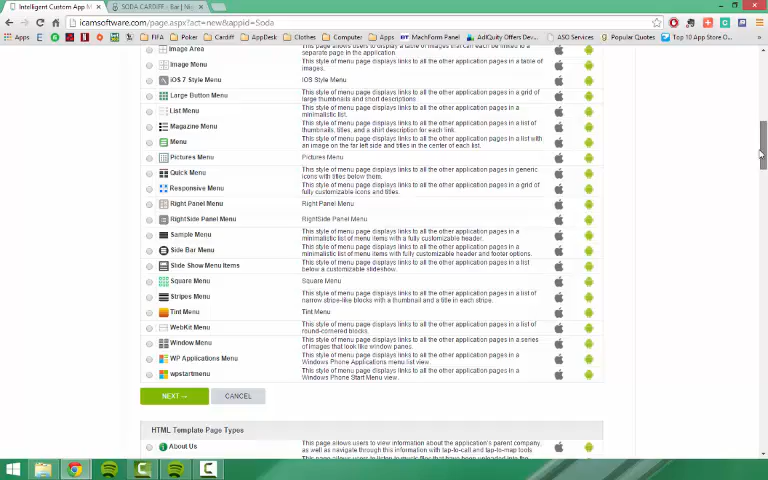 Intelligent Custom App M
SODA CARDIFF - Bar | Ni
icamsoftware.com/page.aspx?act=new&appid=Soda
Apps
FIFA
Poker
Cardiff
AppDesk
Clothes
Computer
Apps
BT
MachForm Panel
AdlQuity Offers Dev
ASO Services
Popular Quotes
Top 10 App Store O
Image Area
This page allows users to display a table of images that can each be linked to a
separate page in the application.
Image Menu
This style of menu page displays links to all the other application pages in a table of
images.
iOS 7 Style Menu
IOS Style Menu
Large Button Menu
This style of menu page displays links to all the other application pages in a grid of
large thumbnails and short descriptions.
List Menu
This style of menu page displays links to all the other application pages in a
minimalistic list.
Magazine Menu
This style of menu page displays links to all the other application pages in a list of
thumbnails, titles, and a shirt description for each link.
Menu
This style of menu page displays links to all the other application pages in a list with
an image on the far left side and titles in the center of each list.
Pictures Menu
Pictures Menu
Quick Menu
This style of menu page displays links to all the other application pages in generic
icons with titles below them.
Responsive Menu
This style of menu page displays links to all the other application pages in a grid of
fully customizable icons and titles.
Right Panel Menu
Right Panel Menu
RightSide Panel Menu
RightSide Panel Menu
Sample Menu
This style of menu page displays links to all the other application pages in a
minimalistic list of menu items with a fully customizable header.
Side Bar Menu
This style of menu page displays links to all the other application pages in a
minimalistic list of menu items with fully customizable header and footer options.
Slide Show Menu Items
This style of menu page displays links to all the other application pages in a list
below a customizable slideshow.
Square Menu
Square Menu
Stripes Menu
This style of menu page displays links to all the other application pages in a list of
narrow stripe-like blocks with a thumbnail and a title in each stripe.
Tint Menu
Tint Menu
WebKit Menu
This style of menu page displays links to all the other application pages in a list of
round-cornered blocks.
Window Menu
This style of menu page displays links to all the other application pages in a series
of images that look like window panes.
WP Applications Menu
This style of menu page displays links to all the other application pages in a
Windows Phone Applications menu list view.
wpstartmenu
This style of menu page displays links to all the other application pages in a
Windows Phone Start Menu view.
NEXT →
CANCEL
HTML Template Page Types
About Us
This page allows users to view information about the application's parent company,
as well as navigate through this information with tap-to-call and tap-to-map tools